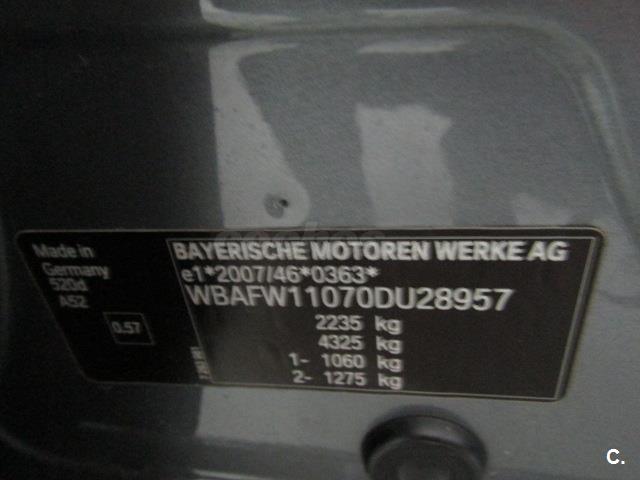 Made in
Germany
520d
A52
0.57
BAYERISCHE MOTOREN WERKE AG
e1*2007/46*0363*
WBAFW11070DU28957
2235 kg
4325 kg
1- 1060 kg
2- 1275 kg
C.